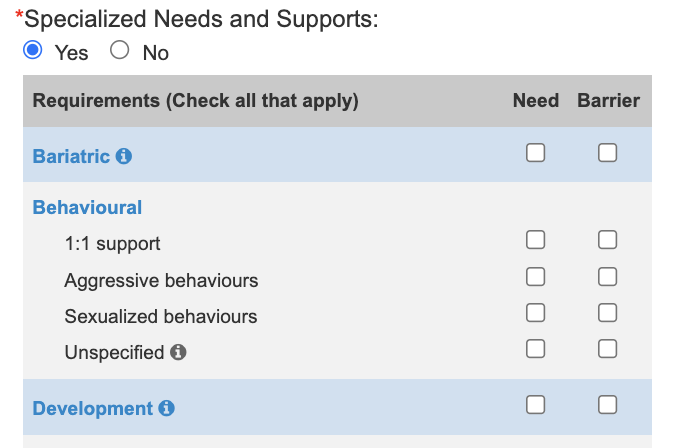 *Specialized Needs and Supports:
Yes No
Requirements (Check all that apply) Need Barrier
Bariatric
Behavioural
1:1 support
Aggressive behaviours
Sexualized behaviours
Unspecified
Development